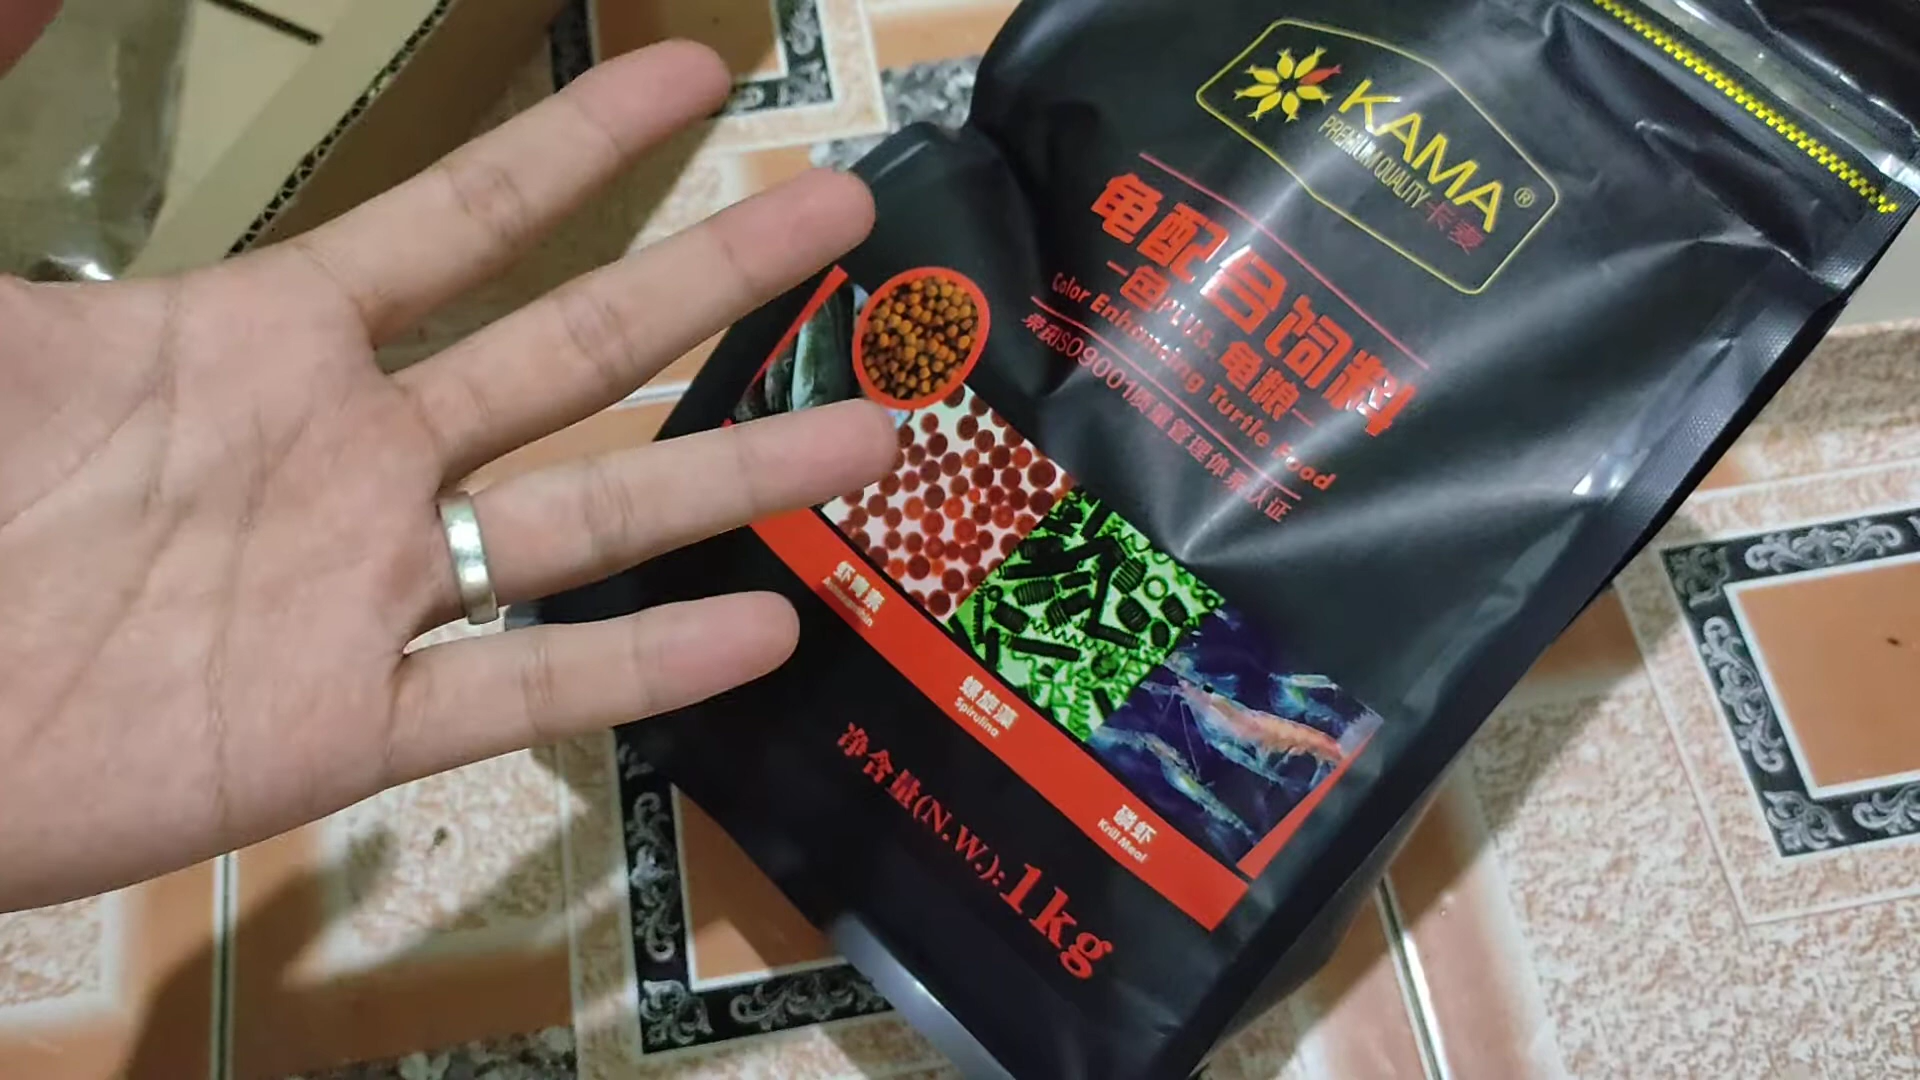 KAMA®
PREMIUM QUALITY 卡麦
龟配合饲料
—色PLUS 龟粮—
Color Enhancing Turtle Food
荣获ISO9001质量管理体系认证
虾青素
Astaxanthin
螺旋藻
Spirulina
磷虾
Krill Meal
净含量(N.W.):1kg